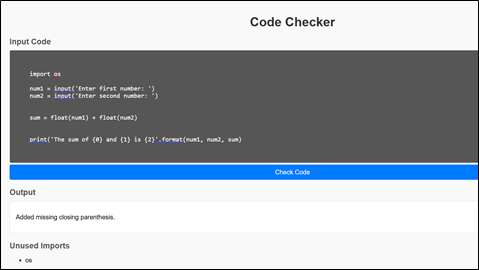 Code Checker
Input Code
import os
num1 = input('Enter first number: ')
num2 = input('Enter second number: ')
sum = float(num1) + float(num2)
print('The sum of {0} and {1} is {2}'.format(num1, num2, sum)
Check Code
Output
Added missing closing parenthesis.
Unused Imports
• os